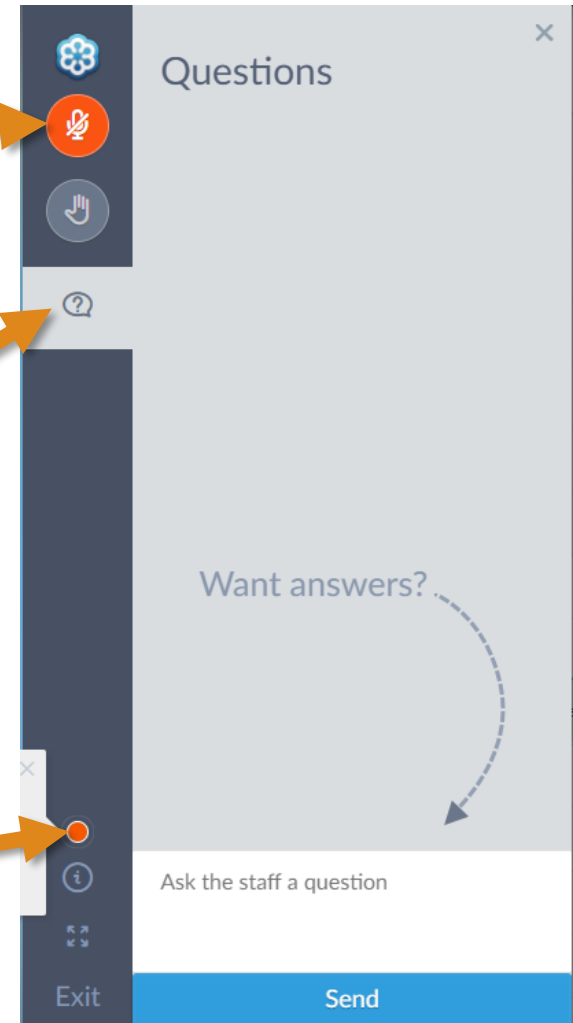 Questions
Want answers?
Ask the staff a question
Exit
Send